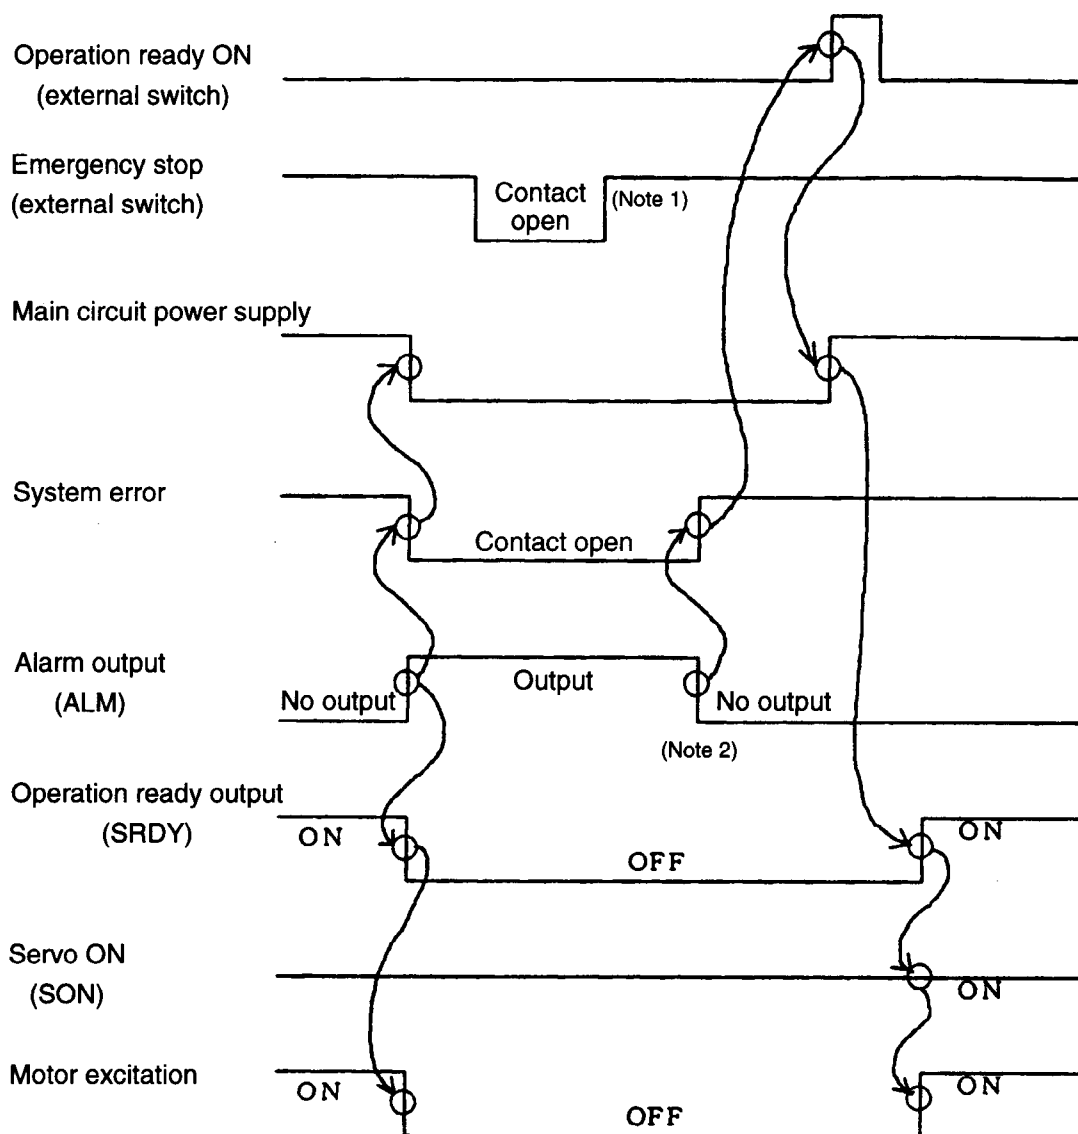 Operation ready ON
(external switch)
Emergency stop
(external switch)
Contact
open
(Note 1)
Main circuit power supply
System error
Contact open
Alarm output
(ALM)
No output
Output
No output
(Note 2)
Operation ready output
(SRDY)
ON
OFF
ON
Servo ON
(SON)
ON
Motor excitation
ON
OFF
ON